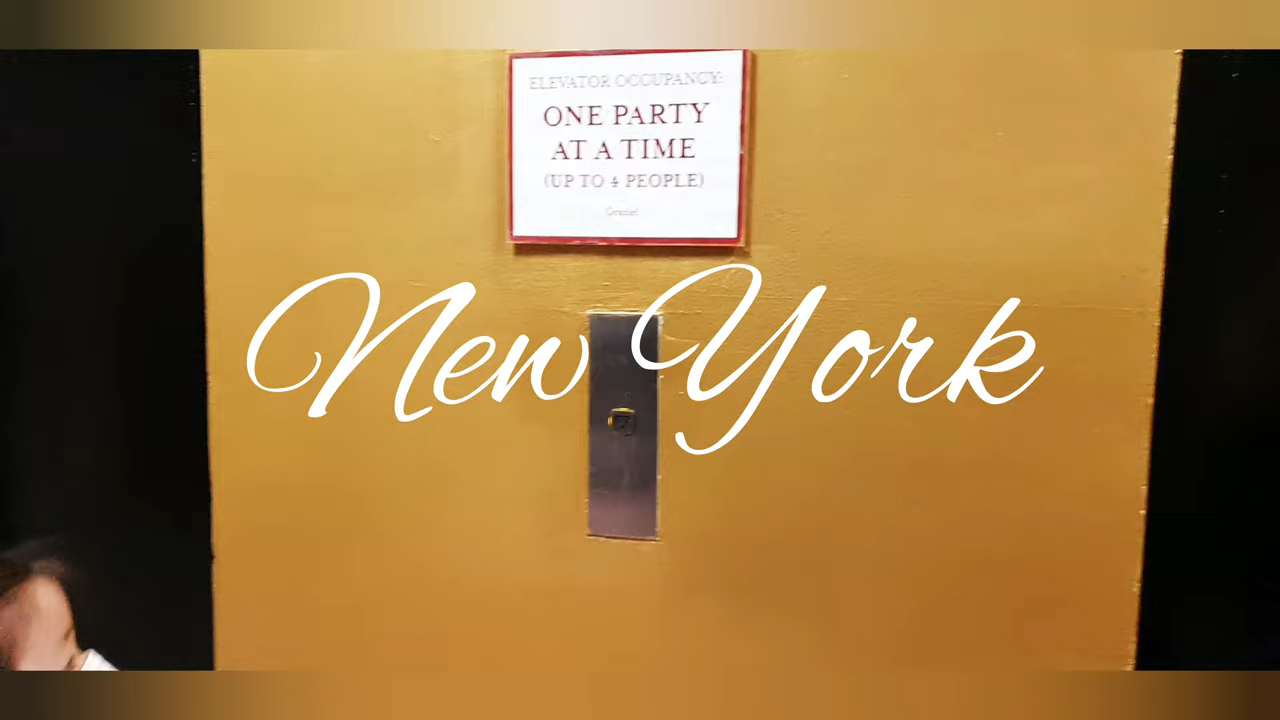 ELEVATOR OCCUPANCY:
ONE PARTY
AT A TIME
(UP TO 4 PEOPLE)
New York